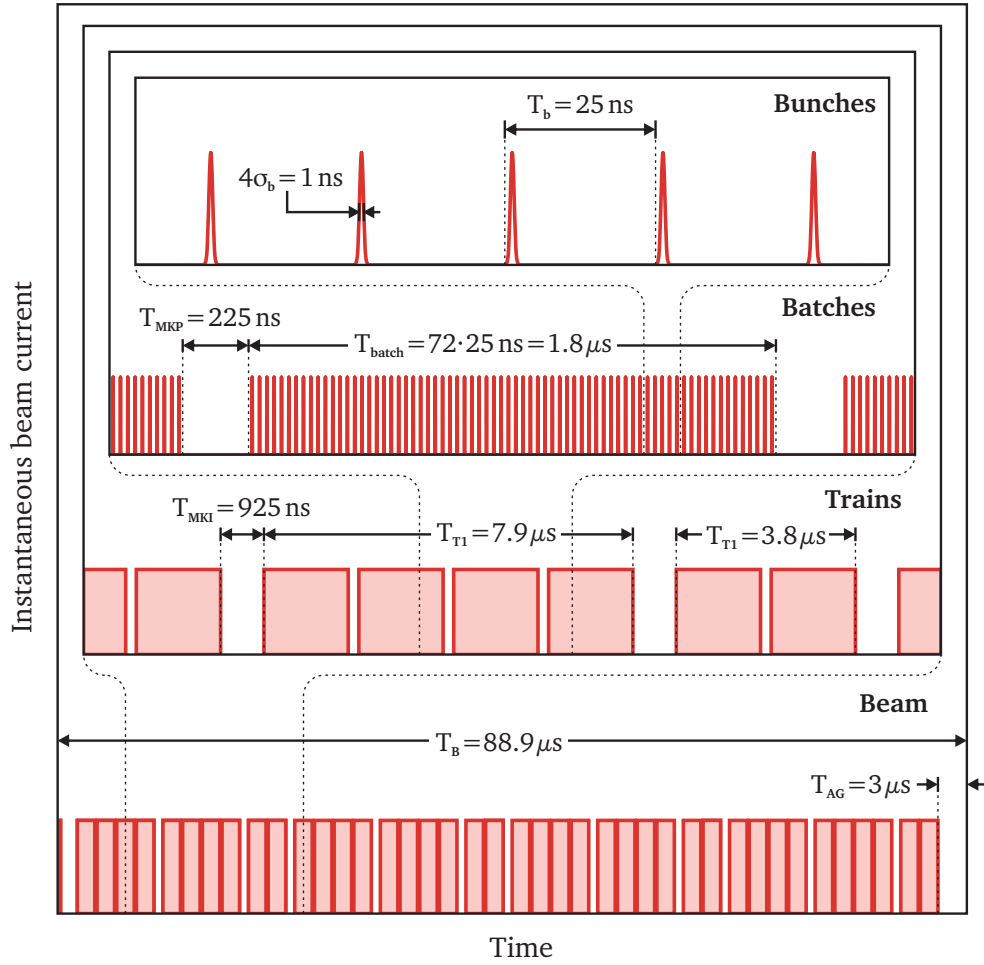 Bunches
T_b = 25 ns
4σ_b = 1 ns
Batches
T_MKP = 225 ns
T_batch = 72·25 ns = 1.8 μs
Trains
T_MKI = 925 ns
T_T1 = 7.9 μs
T_T1 = 3.8 μs
Beam
T_B = 88.9 μs
T_AG = 3 μs
Instantaneous beam current
Time